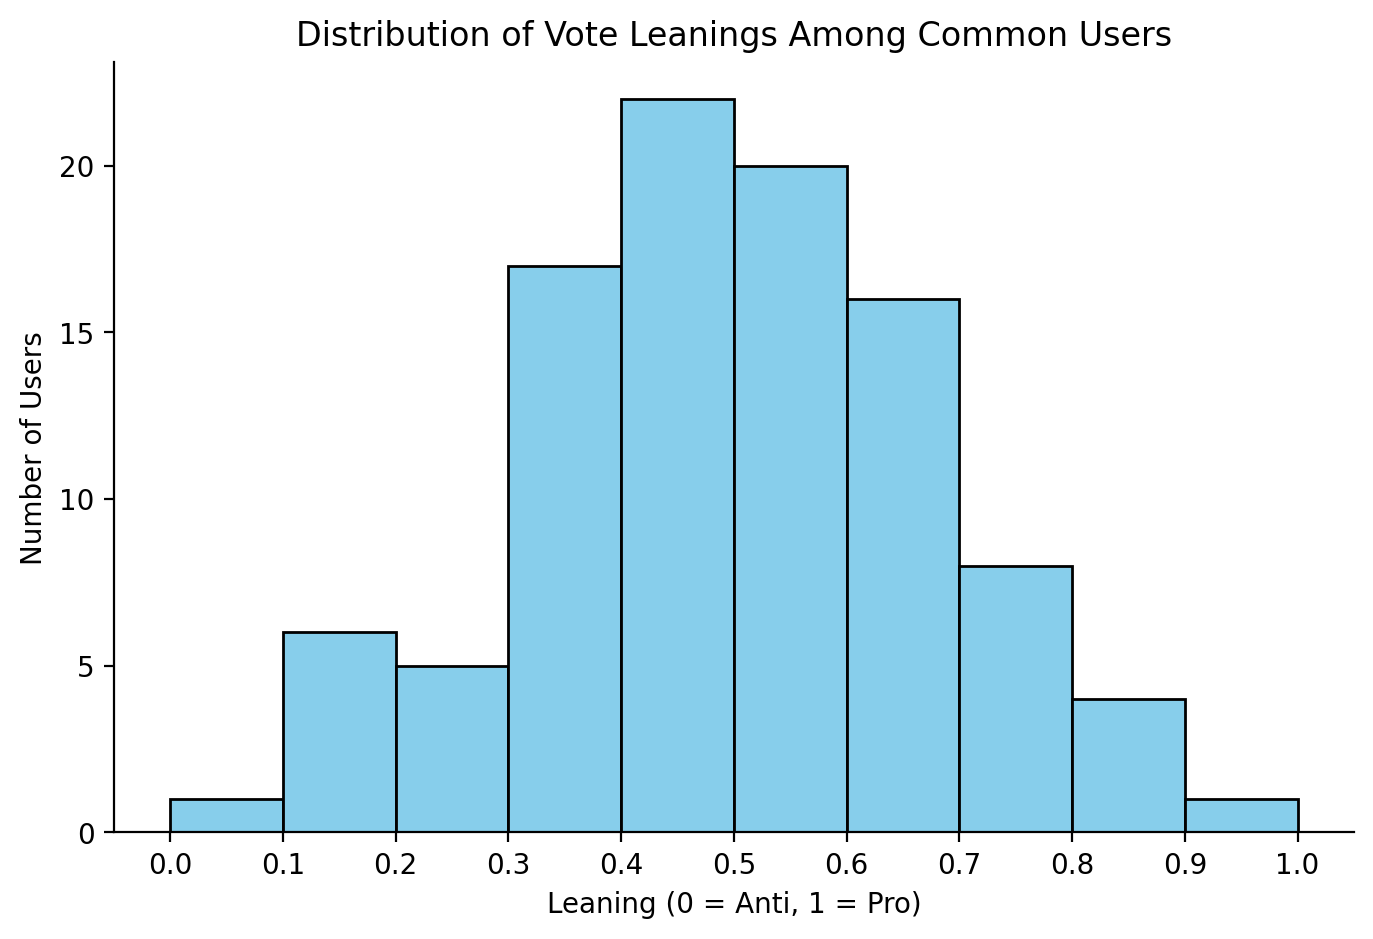 Distribution of Vote Leanings Among Common Users
Number of Users
20
15
10
5
0
0.0 0.1 0.2 0.3 0.4 0.5 0.6 0.7 0.8 0.9 1.0
Leaning (0 = Anti, 1 = Pro)